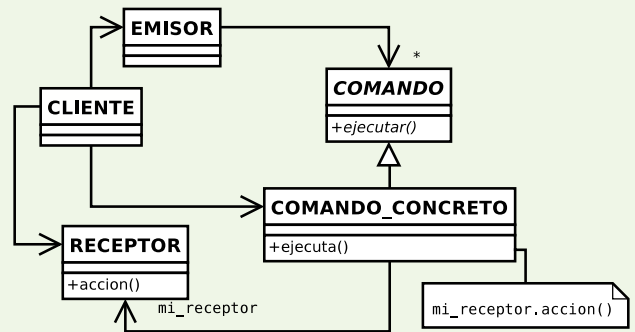 EMISOR
*
COMANDO
+ejecutar()
CLIENTE
COMANDO_CONCRETO
+ejecuta()
RECEPTOR
+accion()
mi_receptor
mi_receptor.accion()